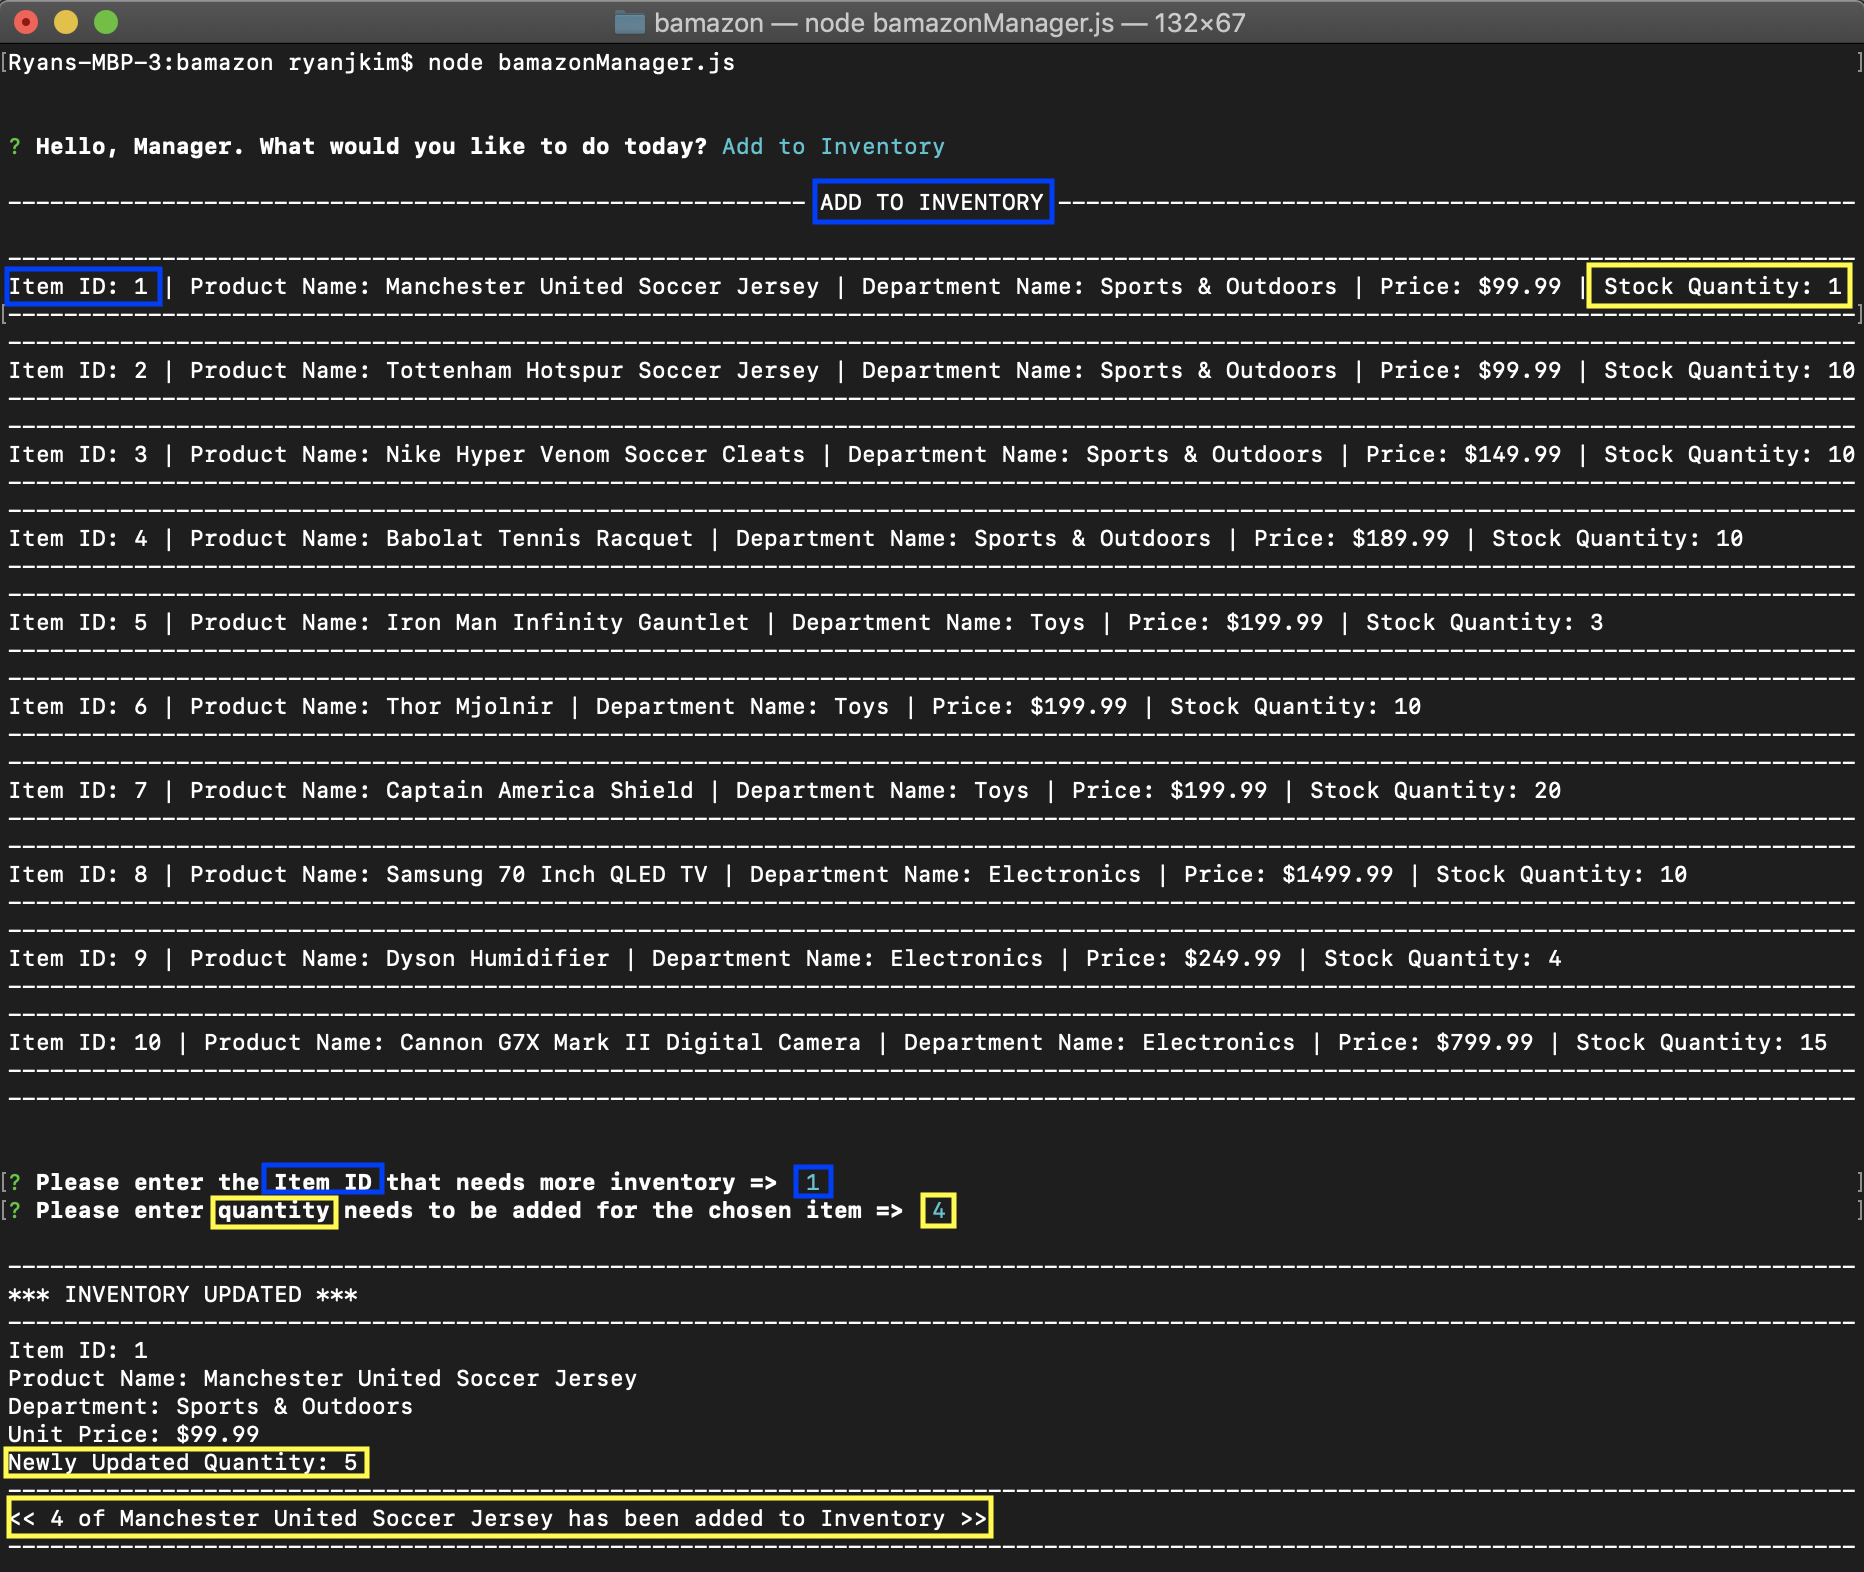 bamazon — node bamazonManager.js — 132×67
[Ryans-MBP-3:bamazon ryanjkim$ node bamazonManager.js ]
? Hello, Manager. What would you like to do today? Add to Inventory
--------------------------------------------------------- ADD TO INVENTORY ---------------------------------------------------------
------------------------------------------------------------------------------------------------------------------------------------
Item ID: 1 | Product Name: Manchester United Soccer Jersey | Department Name: Sports & Outdoors | Price: $99.99 | Stock Quantity: 1
[------------------------------------------------------------------------------------------------------------------------------------]
------------------------------------------------------------------------------------------------------------------------------------
Item ID: 2 | Product Name: Tottenham Hotspur Soccer Jersey | Department Name: Sports & Outdoors | Price: $99.99 | Stock Quantity: 10
------------------------------------------------------------------------------------------------------------------------------------
------------------------------------------------------------------------------------------------------------------------------------
Item ID: 3 | Product Name: Nike Hyper Venom Soccer Cleats | Department Name: Sports & Outdoors | Price: $149.99 | Stock Quantity: 10
------------------------------------------------------------------------------------------------------------------------------------
------------------------------------------------------------------------------------------------------------------------------------
Item ID: 4 | Product Name: Babolat Tennis Racquet | Department Name: Sports & Outdoors | Price: $189.99 | Stock Quantity: 10
------------------------------------------------------------------------------------------------------------------------------------
------------------------------------------------------------------------------------------------------------------------------------
Item ID: 5 | Product Name: Iron Man Infinity Gauntlet | Department Name: Toys | Price: $199.99 | Stock Quantity: 3
------------------------------------------------------------------------------------------------------------------------------------
------------------------------------------------------------------------------------------------------------------------------------
Item ID: 6 | Product Name: Thor Mjolnir | Department Name: Toys | Price: $199.99 | Stock Quantity: 10
------------------------------------------------------------------------------------------------------------------------------------
------------------------------------------------------------------------------------------------------------------------------------
Item ID: 7 | Product Name: Captain America Shield | Department Name: Toys | Price: $199.99 | Stock Quantity: 20
------------------------------------------------------------------------------------------------------------------------------------
------------------------------------------------------------------------------------------------------------------------------------
Item ID: 8 | Product Name: Samsung 70 Inch QLED TV | Department Name: Electronics | Price: $1499.99 | Stock Quantity: 10
------------------------------------------------------------------------------------------------------------------------------------
------------------------------------------------------------------------------------------------------------------------------------
Item ID: 9 | Product Name: Dyson Humidifier | Department Name: Electronics | Price: $249.99 | Stock Quantity: 4
------------------------------------------------------------------------------------------------------------------------------------
------------------------------------------------------------------------------------------------------------------------------------
Item ID: 10 | Product Name: Cannon G7X Mark II Digital Camera | Department Name: Electronics | Price: $799.99 | Stock Quantity: 15
------------------------------------------------------------------------------------------------------------------------------------
------------------------------------------------------------------------------------------------------------------------------------
[? Please enter the Item ID that needs more inventory => 1 ]
[? Please enter quantity needs to be added for the chosen item => 4 ]
------------------------------------------------------------------------------------------------------------------------------------
*** INVENTORY UPDATED ***
------------------------------------------------------------------------------------------------------------------------------------
Item ID: 1
Product Name: Manchester United Soccer Jersey
Department: Sports & Outdoors
Unit Price: $99.99
Newly Updated Quantity: 5
------------------------------------------------------------------------------------------------------------------------------------
<< 4 of Manchester United Soccer Jersey has been added to Inventory >>
------------------------------------------------------------------------------------------------------------------------------------